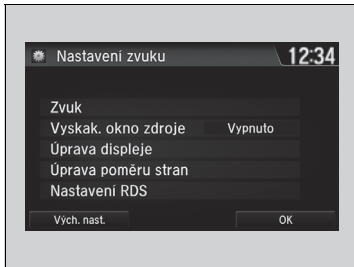 Nastavení zvuku 12:34
Zvuk
Vyskak. okno zdroje Vypnuto
Úprava displeje
Úprava poměru stran
Nastavení RDS
Vých. nast. OK